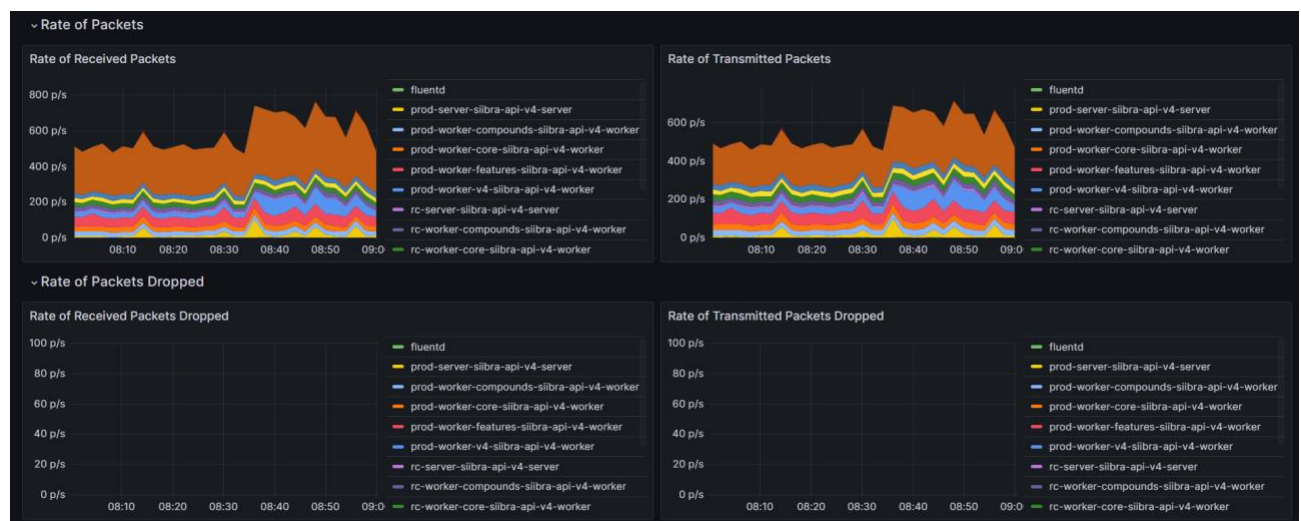 Rate of Packets
Rate of Received Packets
800 p/s
600 p/s
400 p/s
200 p/s
0 p/s
08:10 08:20 08:30 08:40 08:50 09:0
fluentd
prod-server-siibra-api-v4-server
prod-worker-compounds-siibra-api-v4-worker
prod-worker-core-siibra-api-v4-worker
prod-worker-features-siibra-api-v4-worker
prod-worker-v4-siibra-api-v4-worker
rc-server-siibra-api-v4-server
rc-worker-compounds-siibra-api-v4-worker
rc-worker-core-siibra-api-v4-worker
Rate of Transmitted Packets
600 p/s
400 p/s
200 p/s
0 p/s
08:10 08:20 08:30 08:40 08:50 09:0
fluentd
prod-server-siibra-api-v4-server
prod-worker-compounds-siibra-api-v4-worker
prod-worker-core-siibra-api-v4-worker
prod-worker-features-siibra-api-v4-worker
prod-worker-v4-siibra-api-v4-worker
rc-server-siibra-api-v4-server
rc-worker-compounds-siibra-api-v4-worker
rc-worker-core-siibra-api-v4-worker
Rate of Packets Dropped
Rate of Received Packets Dropped
100 p/s
80 p/s
60 p/s
40 p/s
20 p/s
0 p/s
08:10 08:20 08:30 08:40 08:50 09:0
fluentd
prod-server-siibra-api-v4-server
prod-worker-compounds-siibra-api-v4-worker
prod-worker-core-siibra-api-v4-worker
prod-worker-features-siibra-api-v4-worker
prod-worker-v4-siibra-api-v4-worker
rc-server-siibra-api-v4-server
rc-worker-compounds-siibra-api-v4-worker
rc-worker-core-siibra-api-v4-worker
Rate of Transmitted Packets Dropped
100 p/s
80 p/s
60 p/s
40 p/s
20 p/s
0 p/s
08:10 08:20 08:30 08:40 08:50 09:0
fluentd
prod-server-siibra-api-v4-server
prod-worker-compounds-siibra-api-v4-worker
prod-worker-core-siibra-api-v4-worker
prod-worker-features-siibra-api-v4-worker
prod-worker-v4-siibra-api-v4-worker
rc-server-siibra-api-v4-server
rc-worker-compounds-siibra-api-v4-worker
rc-worker-core-siibra-api-v4-worker